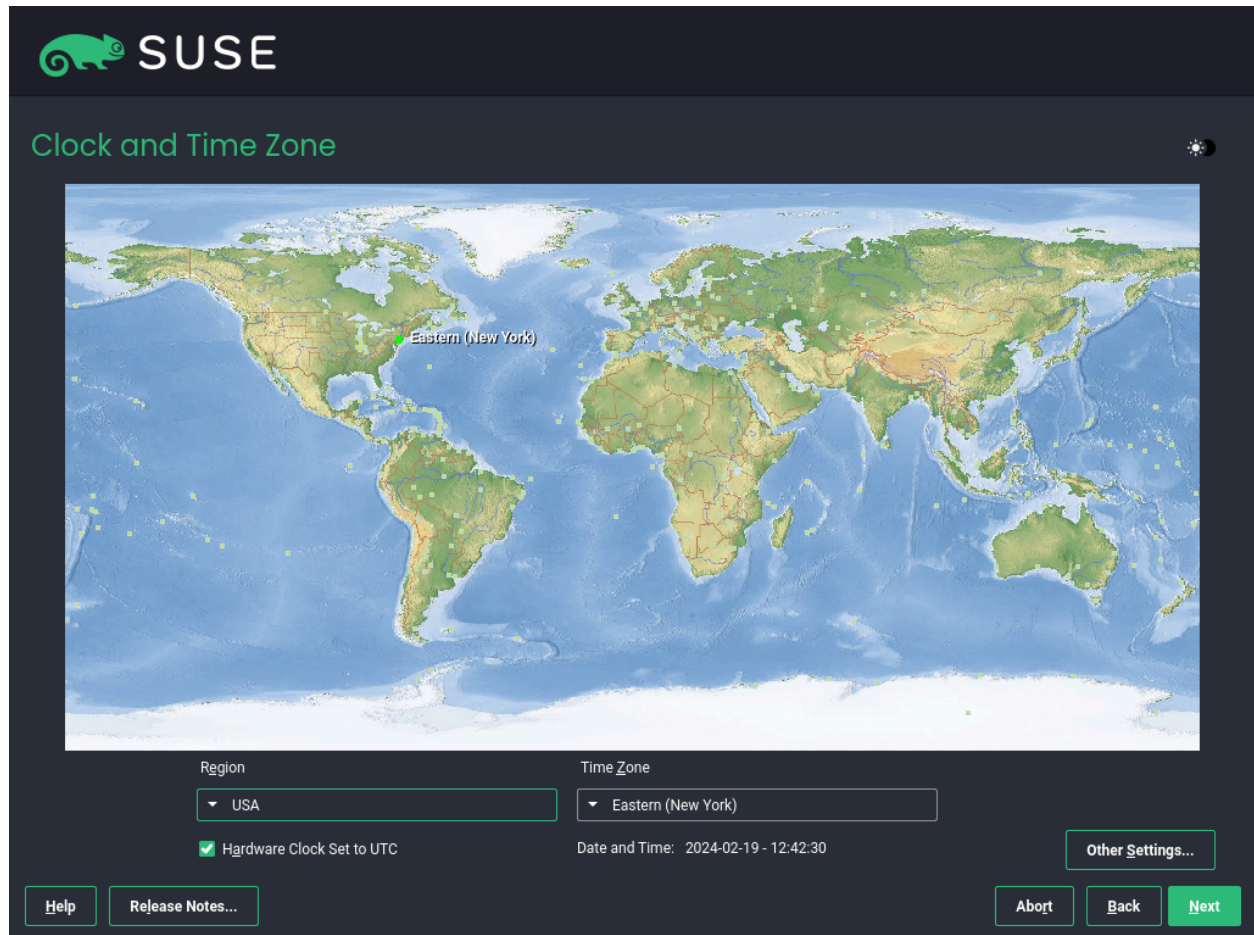 SUSE
Clock and Time Zone
Eastern (New York)
Region
Time Zone
USA
Eastern (New York)
Hardware Clock Set to UTC
Date and Time: 2024-02-19 - 12:42:30
Other Settings...
Help
Release Notes...
Abort
Back
Next